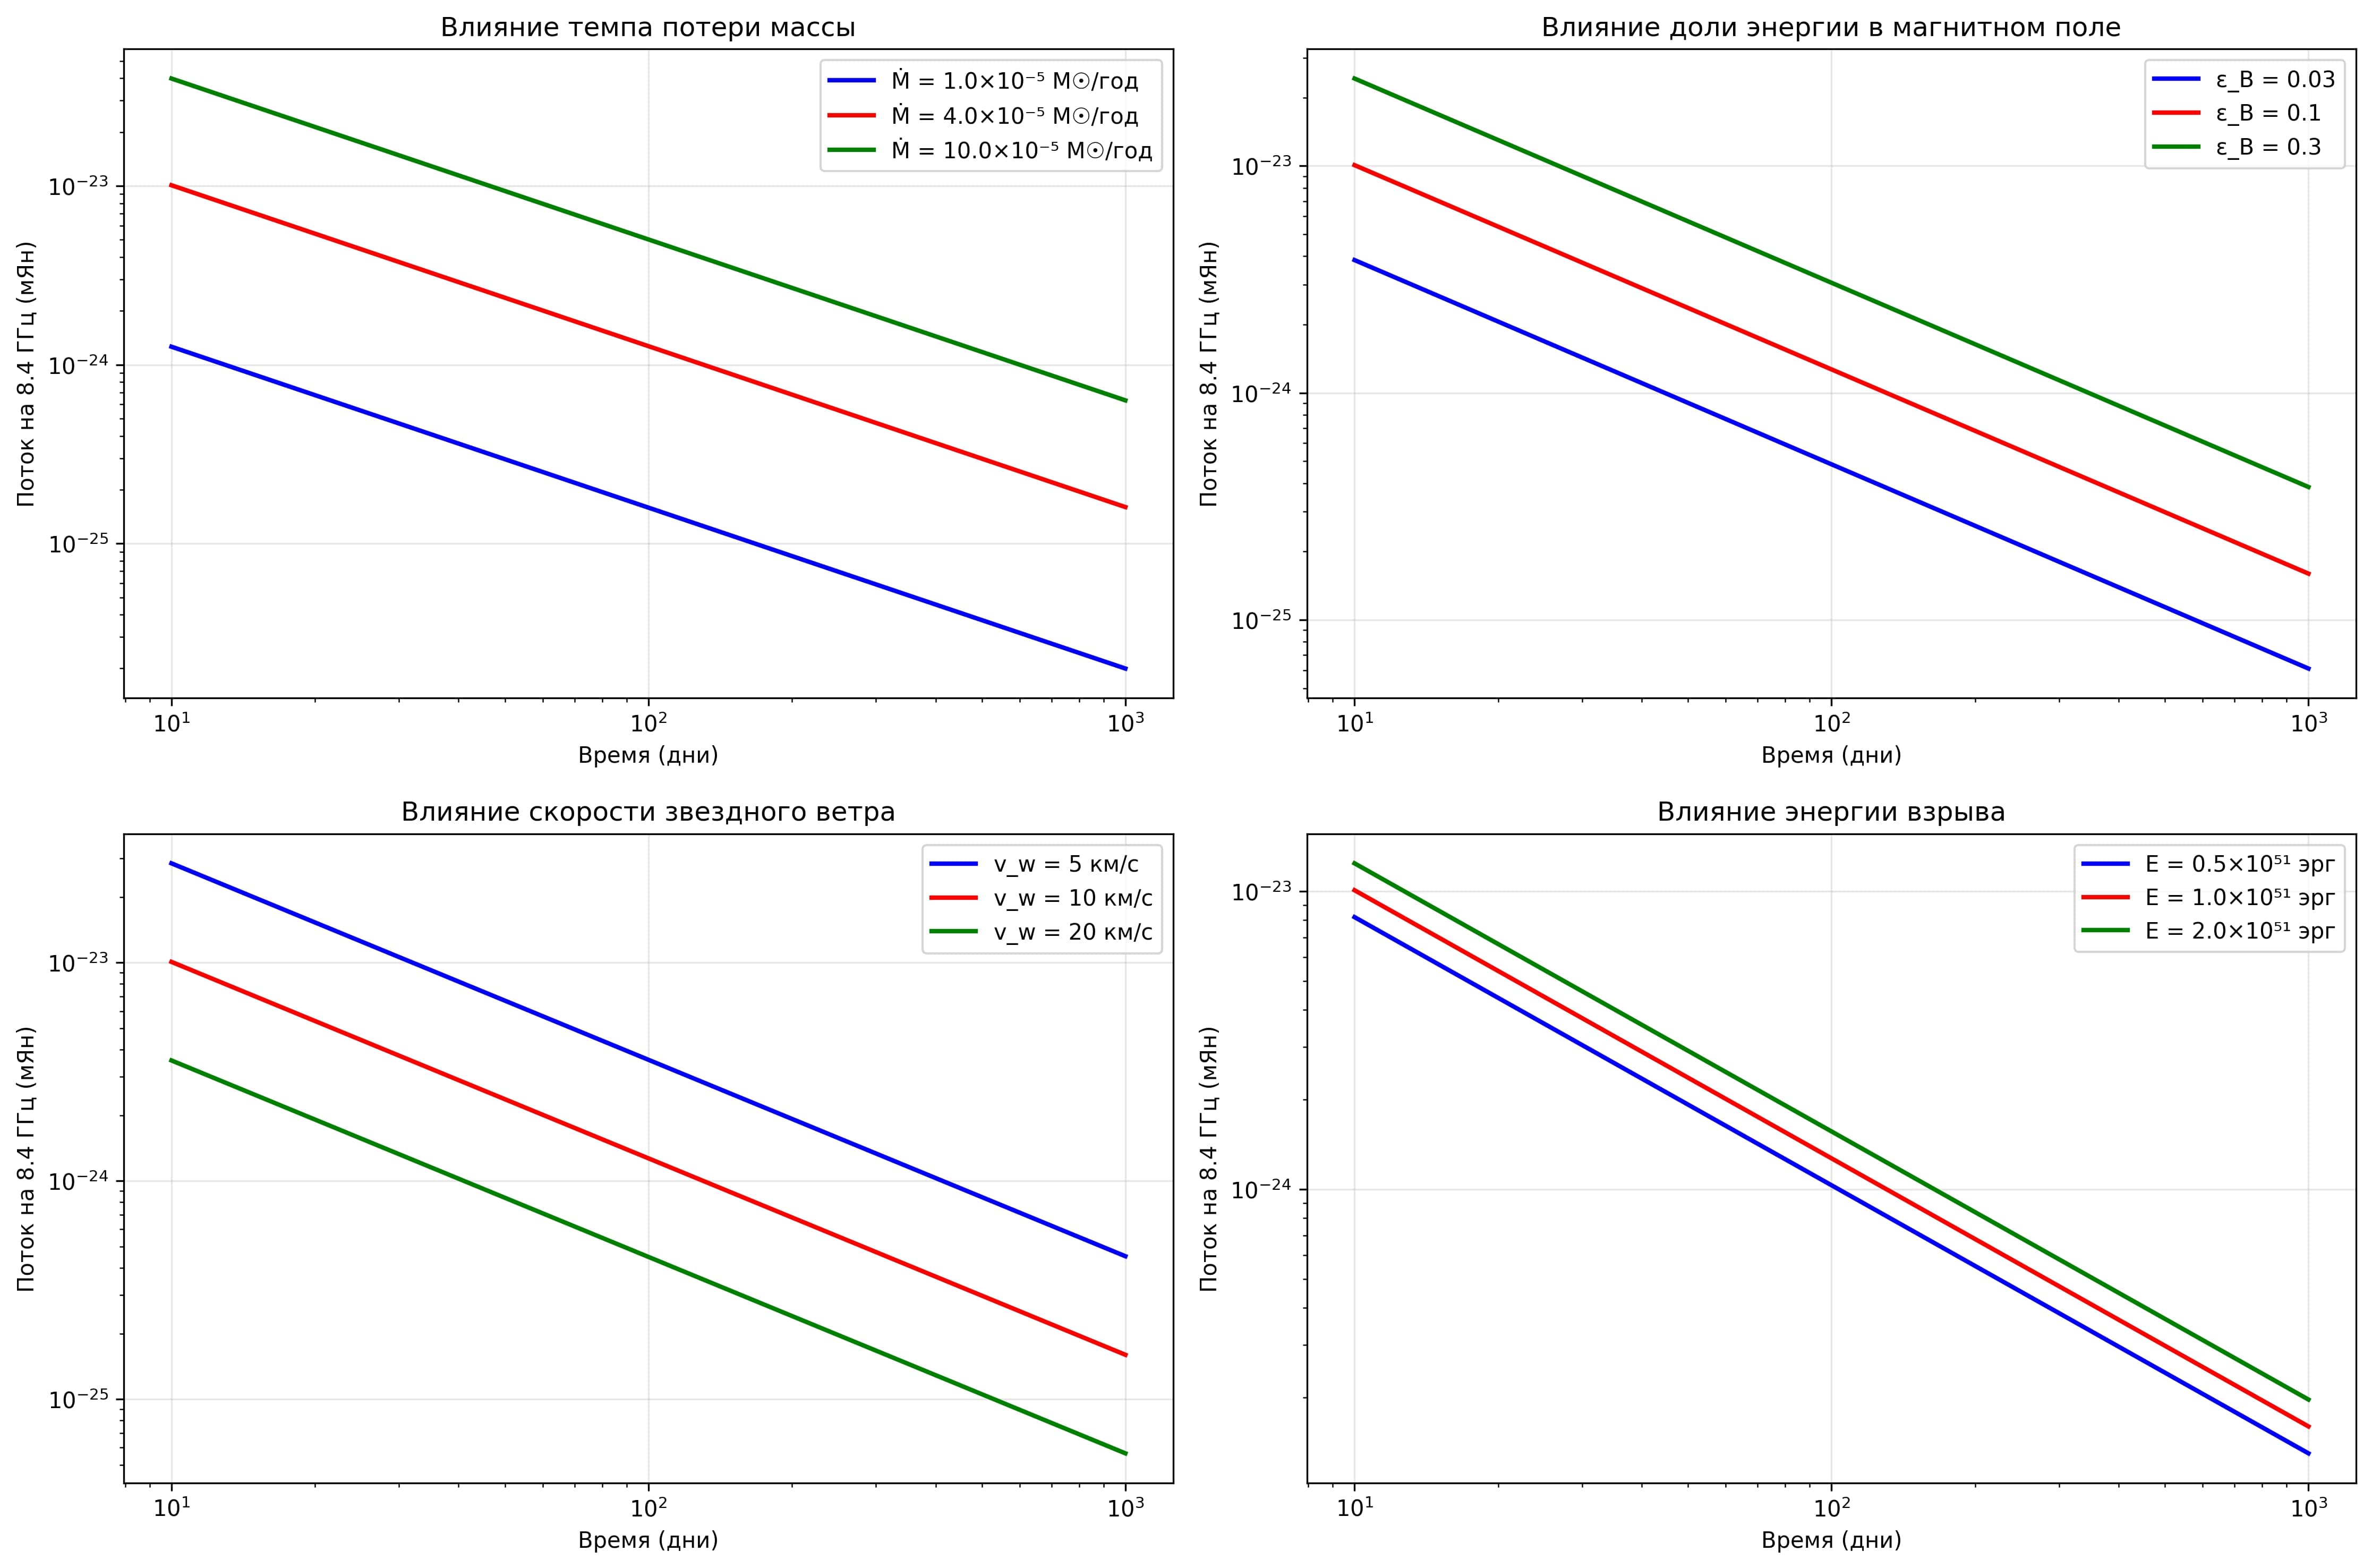 Влияние темпа потери массы
Ṁ = 1.0×10⁻⁵ M☉/год
Ṁ = 4.0×10⁻⁵ M☉/год
Ṁ = 10.0×10⁻⁵ M☉/год
Поток на 8.4 ГГц (мЯн)
10⁻²³
10⁻²⁴
10⁻²⁵
10¹ 10² 10³
Время (дни)
Влияние доли энергии в магнитном поле
ε_B = 0.03
ε_B = 0.1
ε_B = 0.3
Поток на 8.4 ГГц (мЯн)
10⁻²³
10⁻²⁴
10⁻²⁵
10¹ 10² 10³
Время (дни)
Влияние скорости звездного ветра
v_w = 5 км/с
v_w = 10 км/с
v_w = 20 км/с
Поток на 8.4 ГГц (мЯн)
10⁻²³
10⁻²⁴
10⁻²⁵
10¹ 10² 10³
Время (дни)
Влияние энергии взрыва
E = 0.5×10⁵¹ эрг
E = 1.0×10⁵¹ эрг
E = 2.0×10⁵¹ эрг
Поток на 8.4 ГГц (мЯн)
10⁻²³
10⁻²⁴
10¹ 10² 10³
Время (дни)